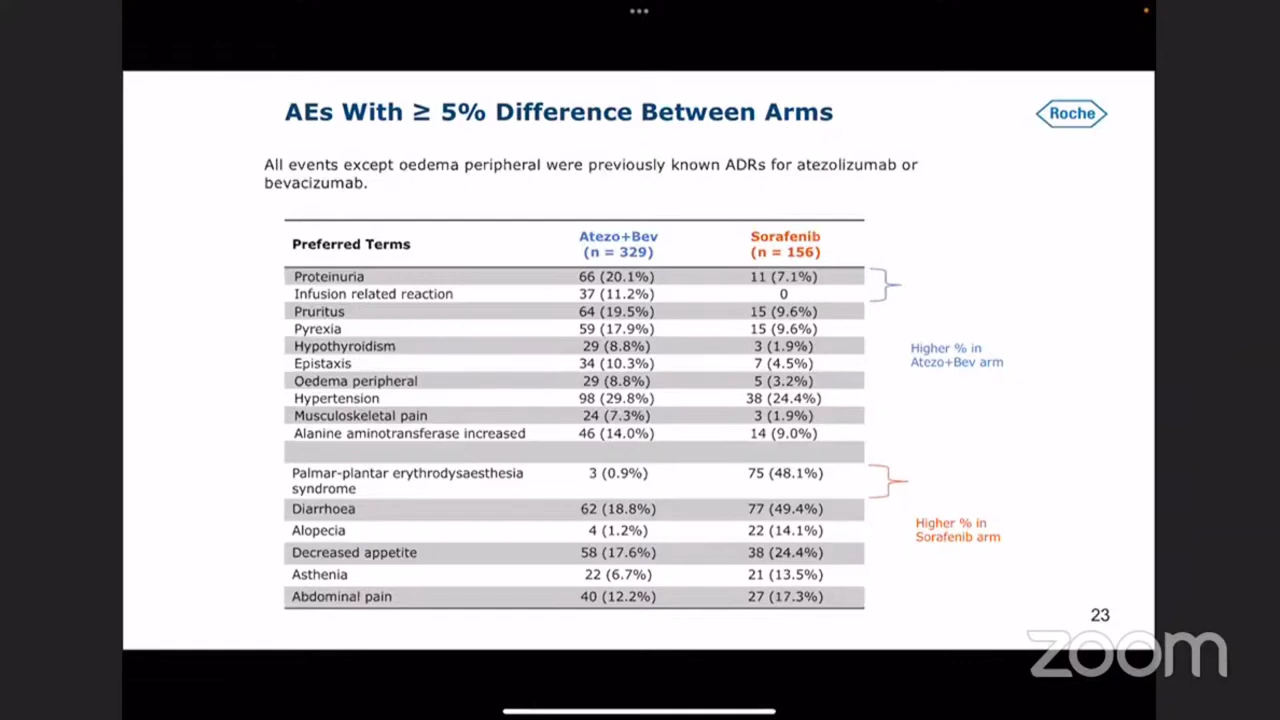 AEs With ≥ 5% Difference Between Arms
Roche
All events except oedema peripheral were previously known ADRs for atezolizumab or
bevacizumab.
Preferred Terms Atezo+Bev (n = 329) Sorafenib (n = 156)
Proteinuria 66 (20.1%) 11 (7.1%)
Infusion related reaction 37 (11.2%) 0
Pruritus 64 (19.5%) 15 (9.6%)
Pyrexia 59 (17.9%) 15 (9.6%)
Hypothyroidism 29 (8.8%) 3 (1.9%)
Epistaxis 34 (10.3%) 7 (4.5%)
Oedema peripheral 29 (8.8%) 5 (3.2%)
Hypertension 98 (29.8%) 38 (24.4%)
Musculoskeletal pain 24 (7.3%) 3 (1.9%)
Alanine aminotransferase increased 46 (14.0%) 14 (9.0%)
Higher % in
Atezo+Bev arm
Palmar-plantar erythrodysaesthesia 3 (0.9%) 75 (48.1%)
syndrome
Diarrhoea 62 (18.8%) 77 (49.4%)
Alopecia 4 (1.2%) 22 (14.1%)
Decreased appetite 58 (17.6%) 38 (24.4%)
Asthenia 22 (6.7%) 21 (13.5%)
Abdominal pain 40 (12.2%) 27 (17.3%)
Higher % in
Sorafenib arm
23
zoom